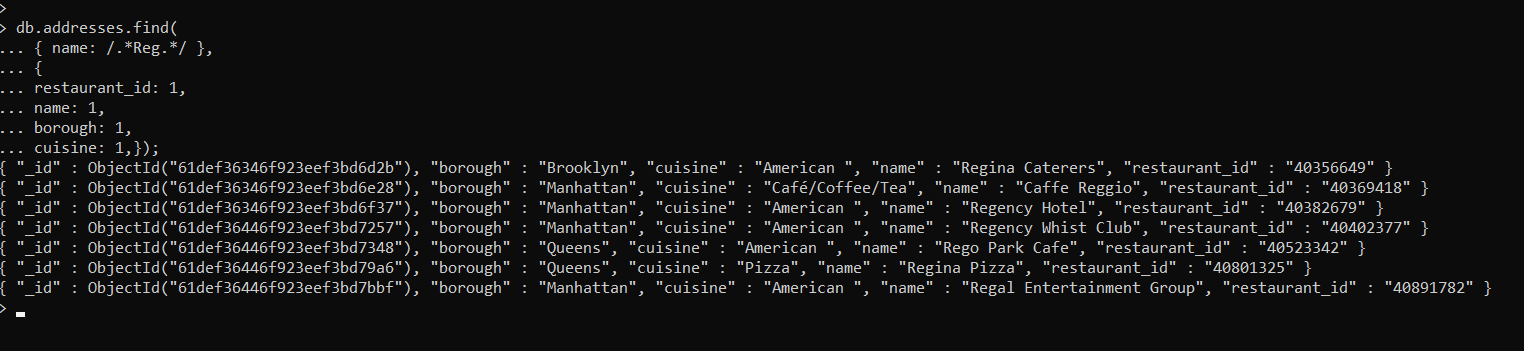 >
> db.addresses.find(
... { name: /.*Reg.*/ },
... {
... restaurant_id: 1,
... name: 1,
... borough: 1,
... cuisine: 1,});
{ "_id" : ObjectId("61def36346f923eef3bd6d2b"), "borough" : "Brooklyn", "cuisine" : "American ", "name" : "Regina Caterers", "restaurant_id" : "40356649" }
{ "_id" : ObjectId("61def36346f923eef3bd6e28"), "borough" : "Manhattan", "cuisine" : "Café/Coffee/Tea", "name" : "Caffe Reggio", "restaurant_id" : "40369418" }
{ "_id" : ObjectId("61def36346f923eef3bd6f37"), "borough" : "Manhattan", "cuisine" : "American ", "name" : "Regency Hotel", "restaurant_id" : "40382679" }
{ "_id" : ObjectId("61def36446f923eef3bd7257"), "borough" : "Manhattan", "cuisine" : "American ", "name" : "Regency Whist Club", "restaurant_id" : "40402377" }
{ "_id" : ObjectId("61def36446f923eef3bd7348"), "borough" : "Queens", "cuisine" : "American ", "name" : "Rego Park Cafe", "restaurant_id" : "40523342" }
{ "_id" : ObjectId("61def36446f923eef3bd79a6"), "borough" : "Queens", "cuisine" : "Pizza", "name" : "Regina Pizza", "restaurant_id" : "40801325" }
{ "_id" : ObjectId("61def36446f923eef3bd7bbf"), "borough" : "Manhattan", "cuisine" : "American ", "name" : "Regal Entertainment Group", "restaurant_id" : "40891782" }
>